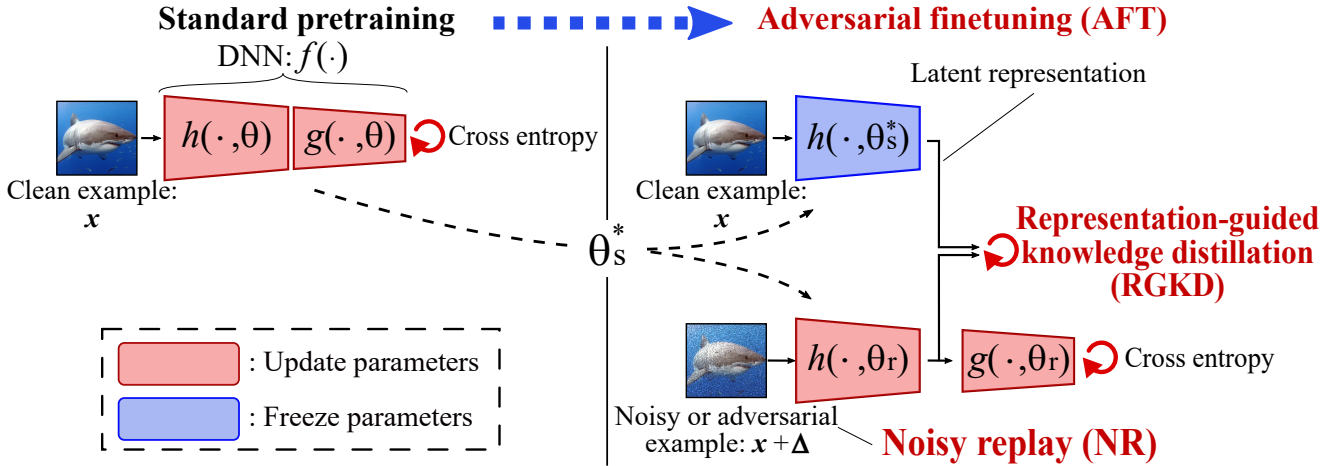 Standard pretraining
DNN: f(·)
h(·,θ)
g(·,θ)
Cross entropy
Clean example:
x
θs*
: Update parameters
: Freeze parameters
Adversarial finetuning (AFT)
Latent representation
h(·,θs*)
Clean example:
x
Representation-guided
knowledge distillation
(RGKD)
h(·,θr)
g(·,θr)
Cross entropy
Noisy or adversarial
example: x + Δ
Noisy replay (NR)